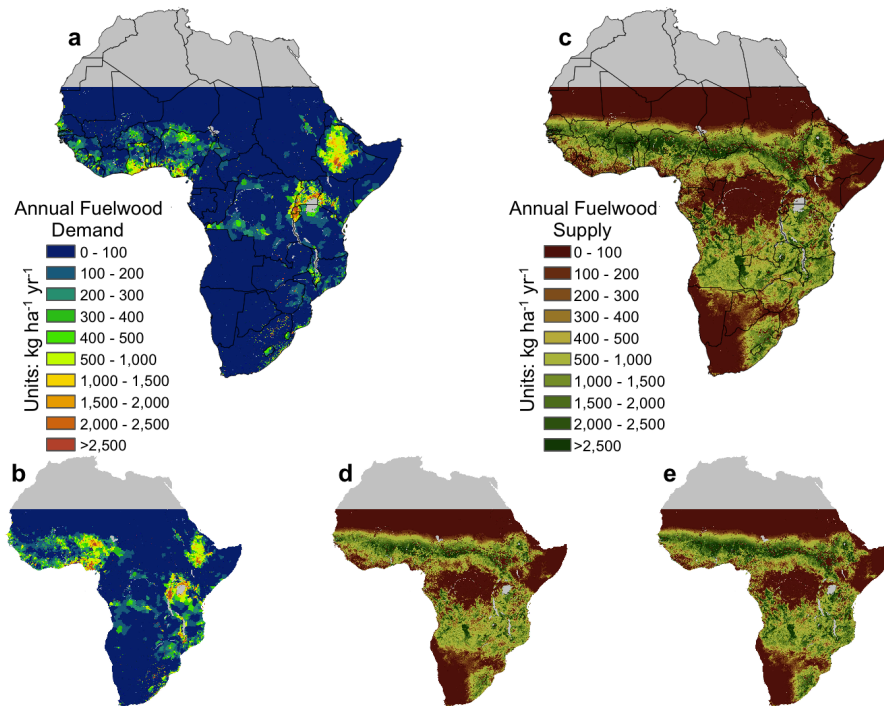 a
c
Annual Fuelwood
Demand
Units: kg ha⁻¹ yr⁻¹
0 - 100
100 - 200
200 - 300
300 - 400
400 - 500
500 - 1,000
1,000 - 1,500
1,500 - 2,000
2,000 - 2,500
>2,500
Annual Fuelwood
Supply
Units: kg ha⁻¹ yr⁻¹
0 - 100
100 - 200
200 - 300
300 - 400
400 - 500
500 - 1,000
1,000 - 1,500
1,500 - 2,000
2,000 - 2,500
>2,500
b
d
e